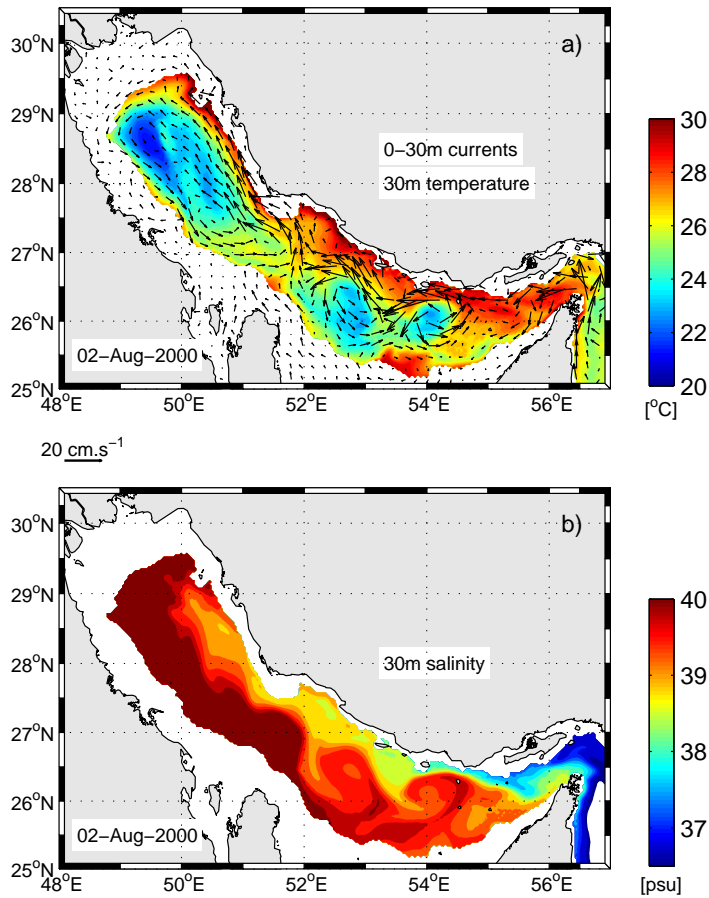 30°N
a)
29°N
28°N
27°N
26°N
25°N
0−30m currents
30m temperature
02−Aug−2000
48°E
50°E
52°E
54°E
56°E
30
28
26
24
22
20
[°C]
20 cm.s⁻¹
30°N
b)
29°N
28°N
27°N
26°N
25°N
30m salinity
02−Aug−2000
48°E
50°E
52°E
54°E
56°E
40
39
38
37
[psu]